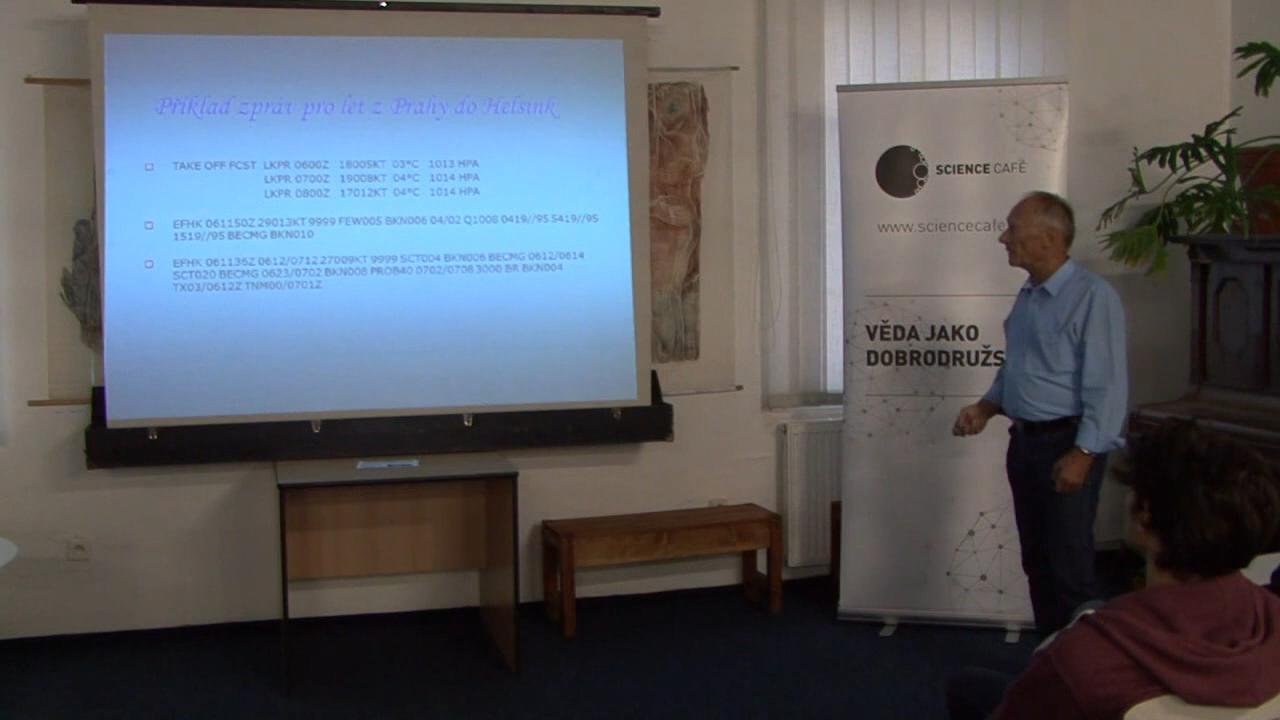 Příklad zpráv pro let z Prahy do Helsink
TAKE OFF FCST LKPR 0600Z 18005KT 03°C 1013 HPA
LKPR 0700Z 19008KT 04°C 1014 HPA
LKPR 0800Z 17012KT 04°C 1014 HPA
EFHK 061150Z 29013KT 9999 FEW005 BKN006 04/02 Q1008 0419//95 5419//95
1519//95 BECMG BKN010
EFHK 061136Z 0612/0712 27009KT 9999 SCT004 BKN006 BECMG 0612/0614
SCT020 BECMG 0623/0702 BKN008 PROB40 0702/0708 3000 BR BKN004
TX03/0612Z TNM00/0701Z
SCIENCE CAFÉ
www.sciencecafe
VĚDA JAKO
DOBRODRUŽS